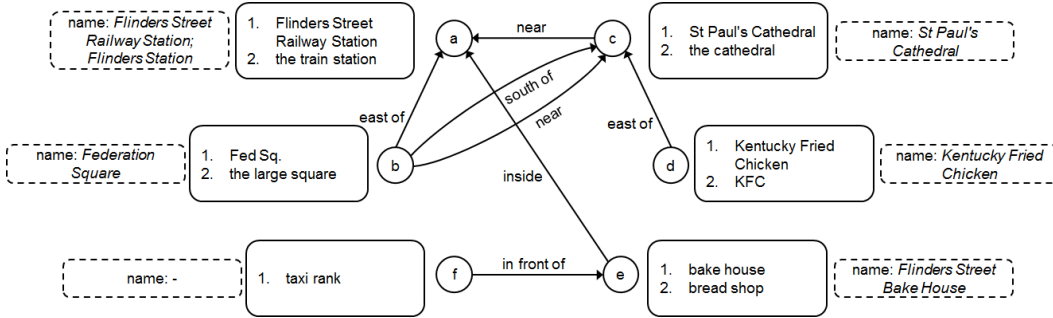 name: Flinders Street
Railway Station;
Flinders Station
1. Flinders Street
Railway Station
2. the train station
a
near
c
1. St Paul's Cathedral
2. the cathedral
name: St Paul's
Cathedral
east of
south of
near
east of
name: Federation
Square
1. Fed Sq.
2. the large square
b
inside
d
1. Kentucky Fried
Chicken
2. KFC
name: Kentucky Fried
Chicken
name: -
1. taxi rank
f
in front of
e
1. bake house
2. bread shop
name: Flinders Street
Bake House